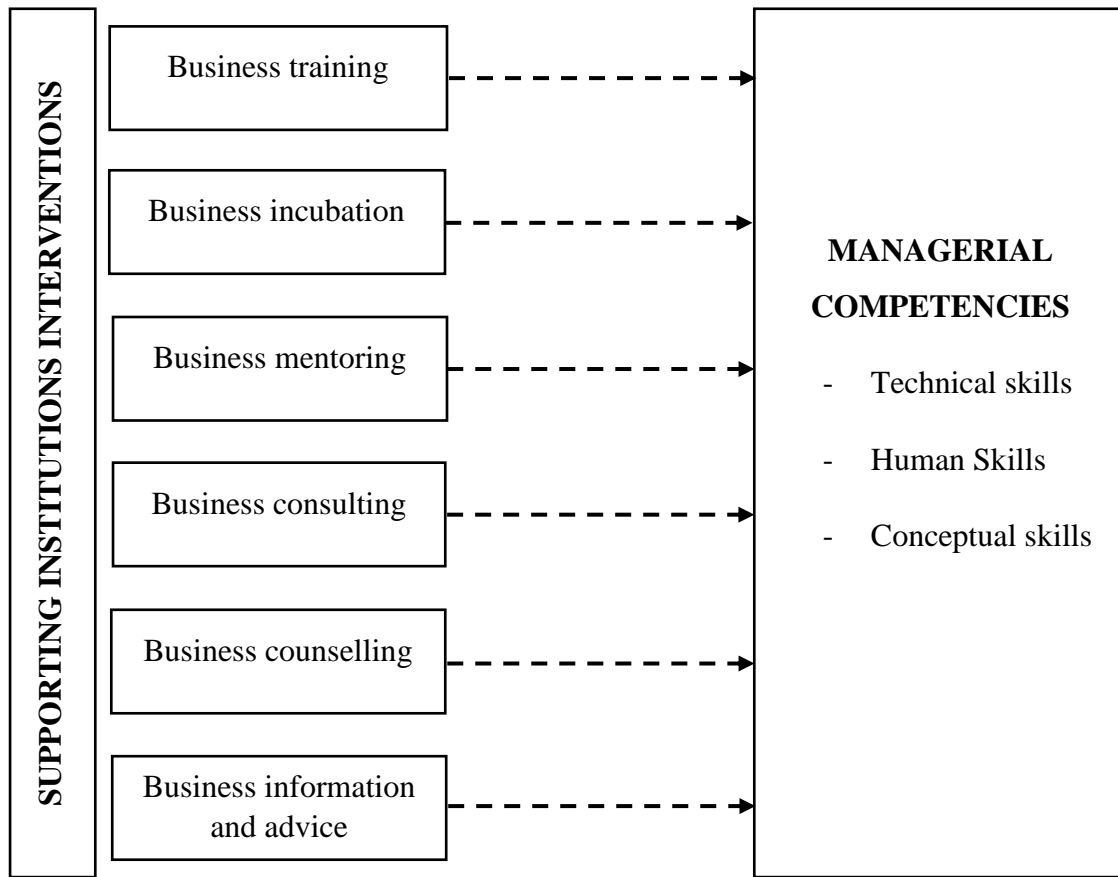 SUPPORTING INSTITUTIONS INTERVENTIONS
Business training
Business incubation
Business mentoring
Business consulting
Business counselling
Business information
and advice
MANAGERIAL
COMPETENCIES
- Technical skills
- Human Skills
- Conceptual skills